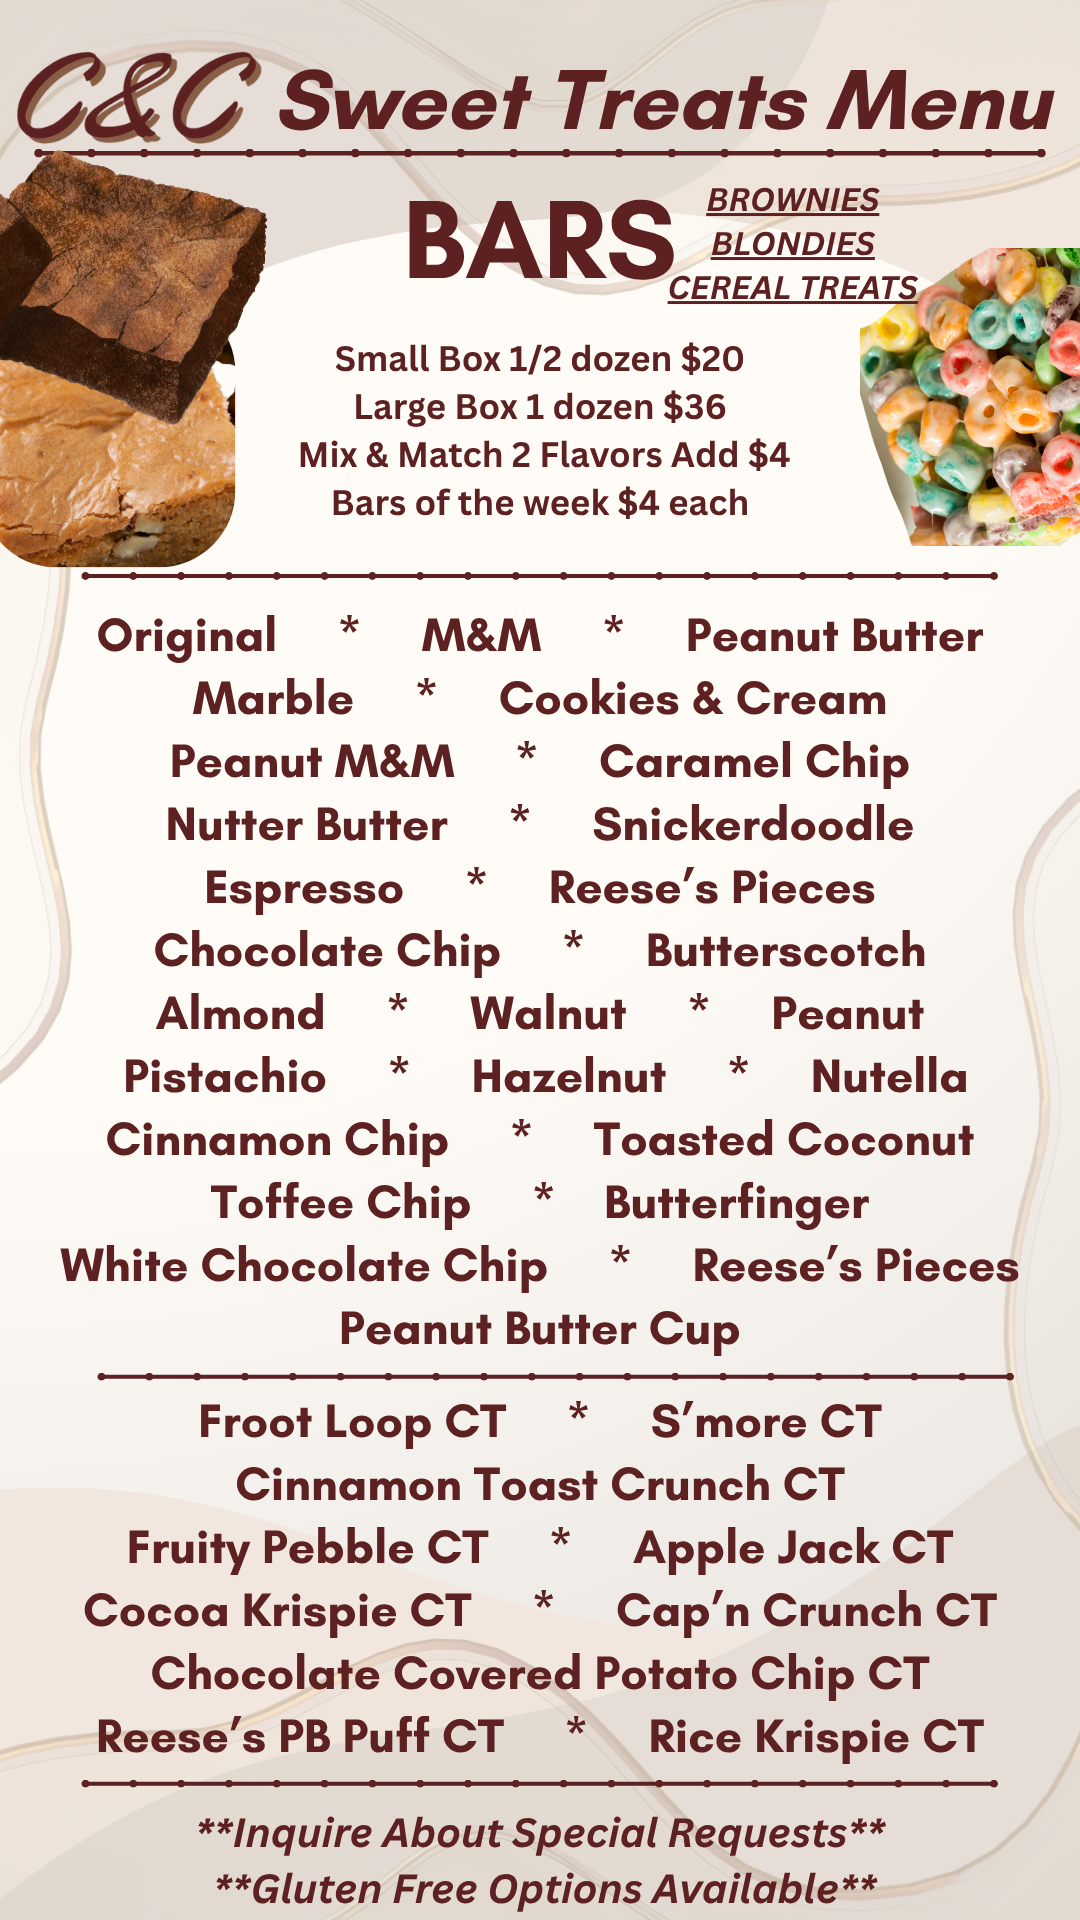 C&C Sweet Treats Menu
BARS
BROWNIES
BLONDIES
CEREAL TREATS
Small Box 1/2 dozen $20
Large Box 1 dozen $36
Mix & Match 2 Flavors Add $4
Bars of the week $4 each
Original * M&M * Peanut Butter
Marble * Cookies & Cream
Peanut M&M * Caramel Chip
Nutter Butter * Snickerdoodle
Espresso * Reese’s Pieces
Chocolate Chip * Butterscotch
Almond * Walnut * Peanut
Pistachio * Hazelnut * Nutella
Cinnamon Chip * Toasted Coconut
Toffee Chip * Butterfinger
White Chocolate Chip * Reese’s Pieces
Peanut Butter Cup
Froot Loop CT * S’more CT
Cinnamon Toast Crunch CT
Fruity Pebble CT * Apple Jack CT
Cocoa Krispie CT * Cap’n Crunch CT
Chocolate Covered Potato Chip CT
Reese’s PB Puff CT * Rice Krispie CT
**Inquire About Special Requests**
**Gluten Free Options Available**